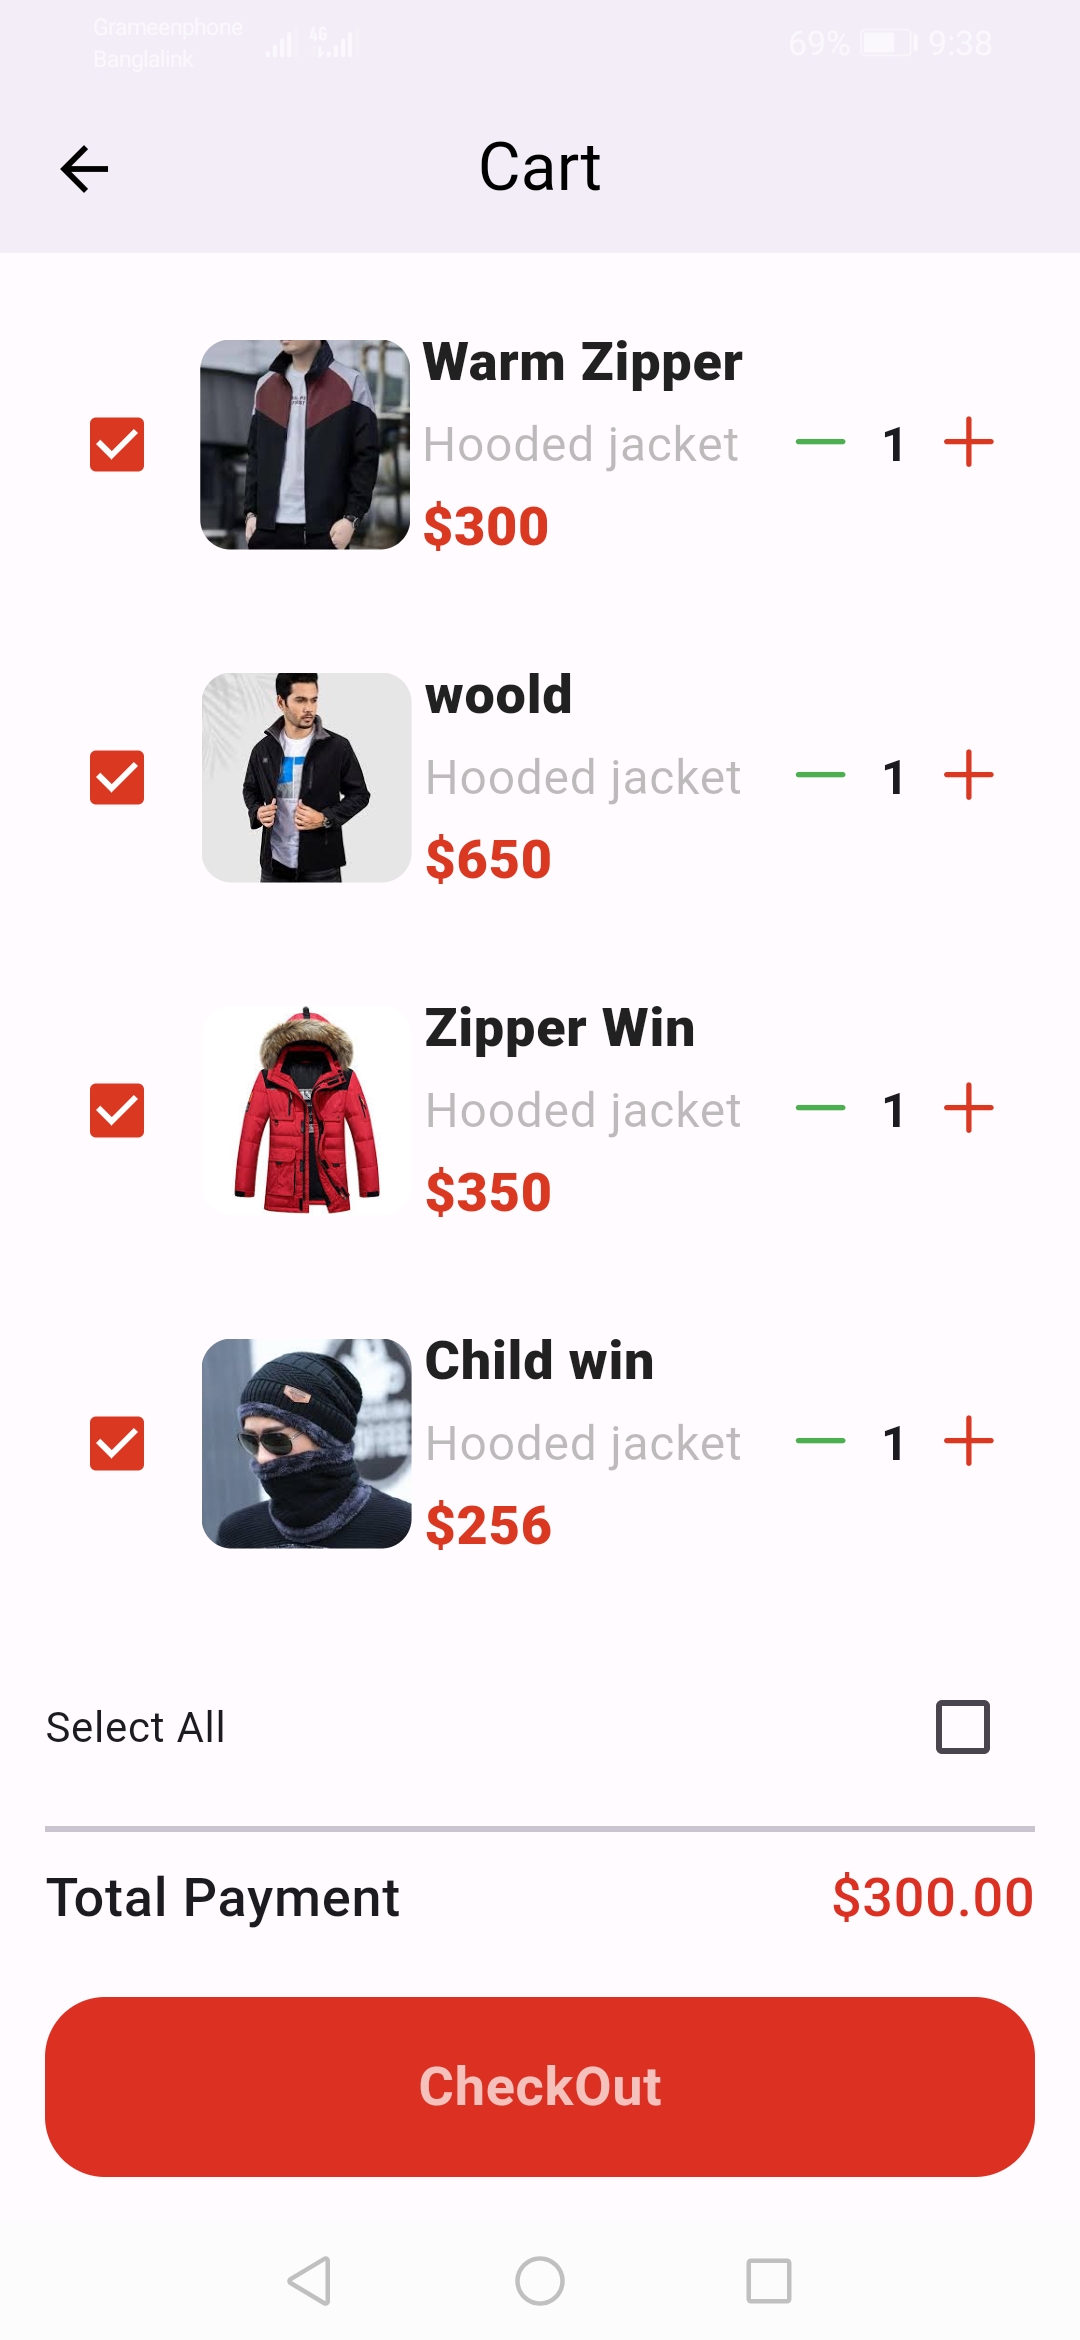 Grameenphone
Banglalink
4G
69%
9:38
Cart
Warm Zipper
Hooded jacket
1
$300
woold
Hooded jacket
1
$650
Zipper Win
Hooded jacket
1
$350
Child win
Hooded jacket
1
$256
Select All
Total Payment
$300.00
CheckOut